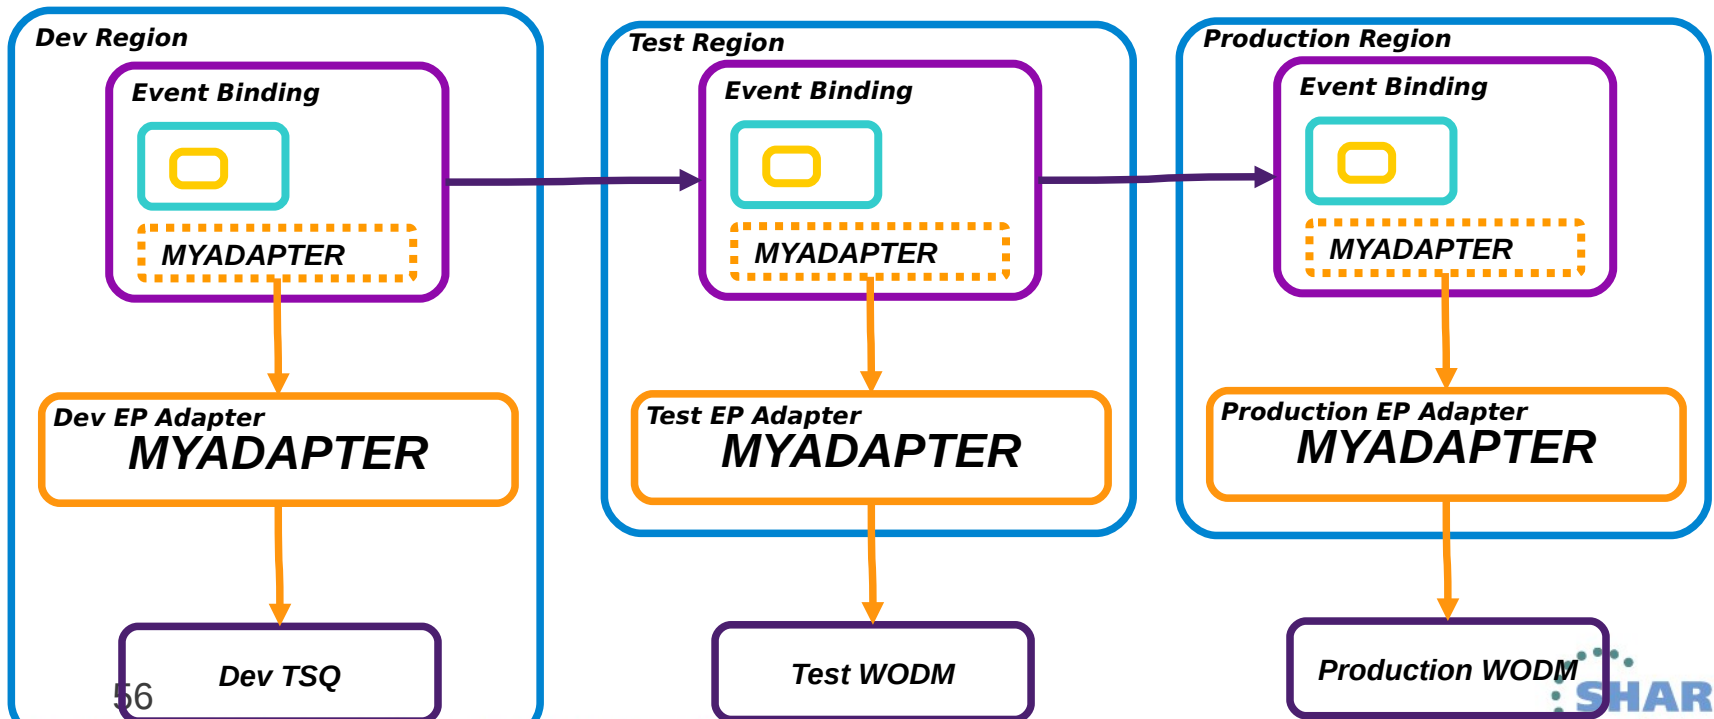 Dev Region
Event Binding
MYADAPTER
Dev EP Adapter
MYADAPTER
Dev TSQ
56
Test Region
Event Binding
MYADAPTER
Test EP Adapter
MYADAPTER
Test WODM
Production Region
Event Binding
MYADAPTER
Production EP Adapter
MYADAPTER
Production WODM
SHAR